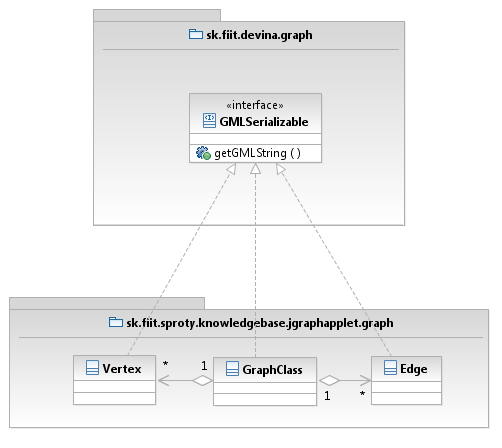 sk.fiit.devina.graph
«interface»
GMLSerializable
getGMLString ( )
sk.fiit.sproty.knowledgebase.jgraphapplet.graph
Vertex
* 1
GraphClass
1 *
Edge